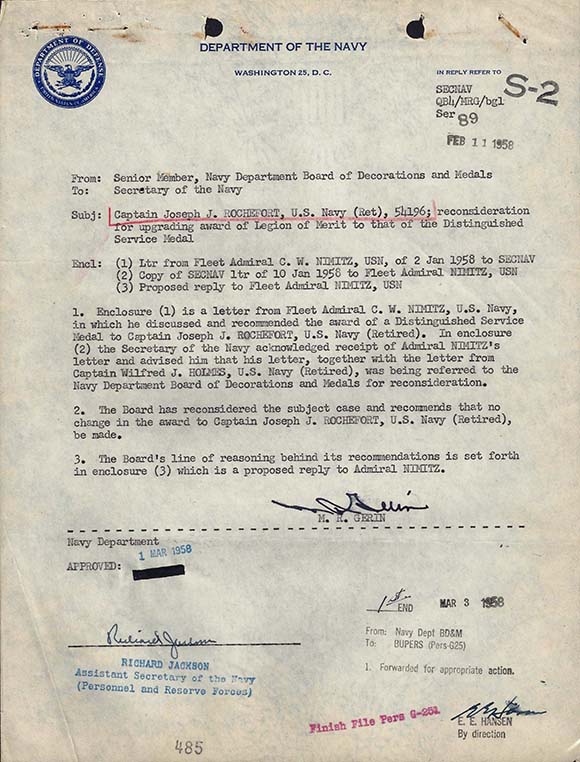 DEPARTMENT OF DEFENSE
UNITED STATES OF AMERICA
DEPARTMENT OF THE NAVY
WASHINGTON 25, D. C.
IN REPLY REFER TO
SECNAV
QB4/MRG/bgl
Ser 89
S-2
FEB 11 1958
From: Senior Member, Navy Department Board of Decorations and Medals
To: Secretary of the Navy
Subj: Captain Joseph J. ROCHEFORT, U.S. Navy (Ret), 54196; reconsideration
for upgrading award of Legion of Merit to that of the Distinguished
Service Medal
Encl: (1) Ltr from Fleet Admiral C. W. NIMITZ, USN, of 2 Jan 1958 to SECNAV
(2) Copy of SECNAV ltr of 10 Jan 1958 to Fleet Admiral NIMITZ, USN
(3) Proposed reply to Fleet Admiral NIMITZ, USN
1. Enclosure (1) is a letter from Fleet Admiral C. W. NIMITZ, U.S. Navy,
in which he discussed and recommended the award of a Distinguished Service
Medal to Captain Joseph J. ROCHEFORT, U.S. Navy (Retired). In enclosure
(2) the Secretary of the Navy acknowledged receipt of Admiral NIMITZ's
letter and advised him that his letter, together with the letter from
Captain Wilfred J. HOLMES, U.S. Navy (Retired), was being referred to the
Navy Department Board of Decorations and Medals for reconsideration.
2. The Board has reconsidered the subject case and recommends that no
change in the award to Captain Joseph J. ROCHEFORT, U.S. Navy (Retired),
be made.
3. The Board's line of reasoning behind its recommendations is set forth
in enclosure (3) which is a proposed reply to Admiral NIMITZ.
M. R. GERIN
Navy Department
1 MAR 1958
APPROVED:
1st END MAR 3 1958
From: Navy Dept BD&M
To: BUPERS (Pers-G25)
1. Forwarded for appropriate action.
Richard Jackson
RICHARD JACKSON
Assistant Secretary of the Navy
(Personnel and Reserve Forces)
Finish File Pers G-251
E. E. HANSEN
By direction
485